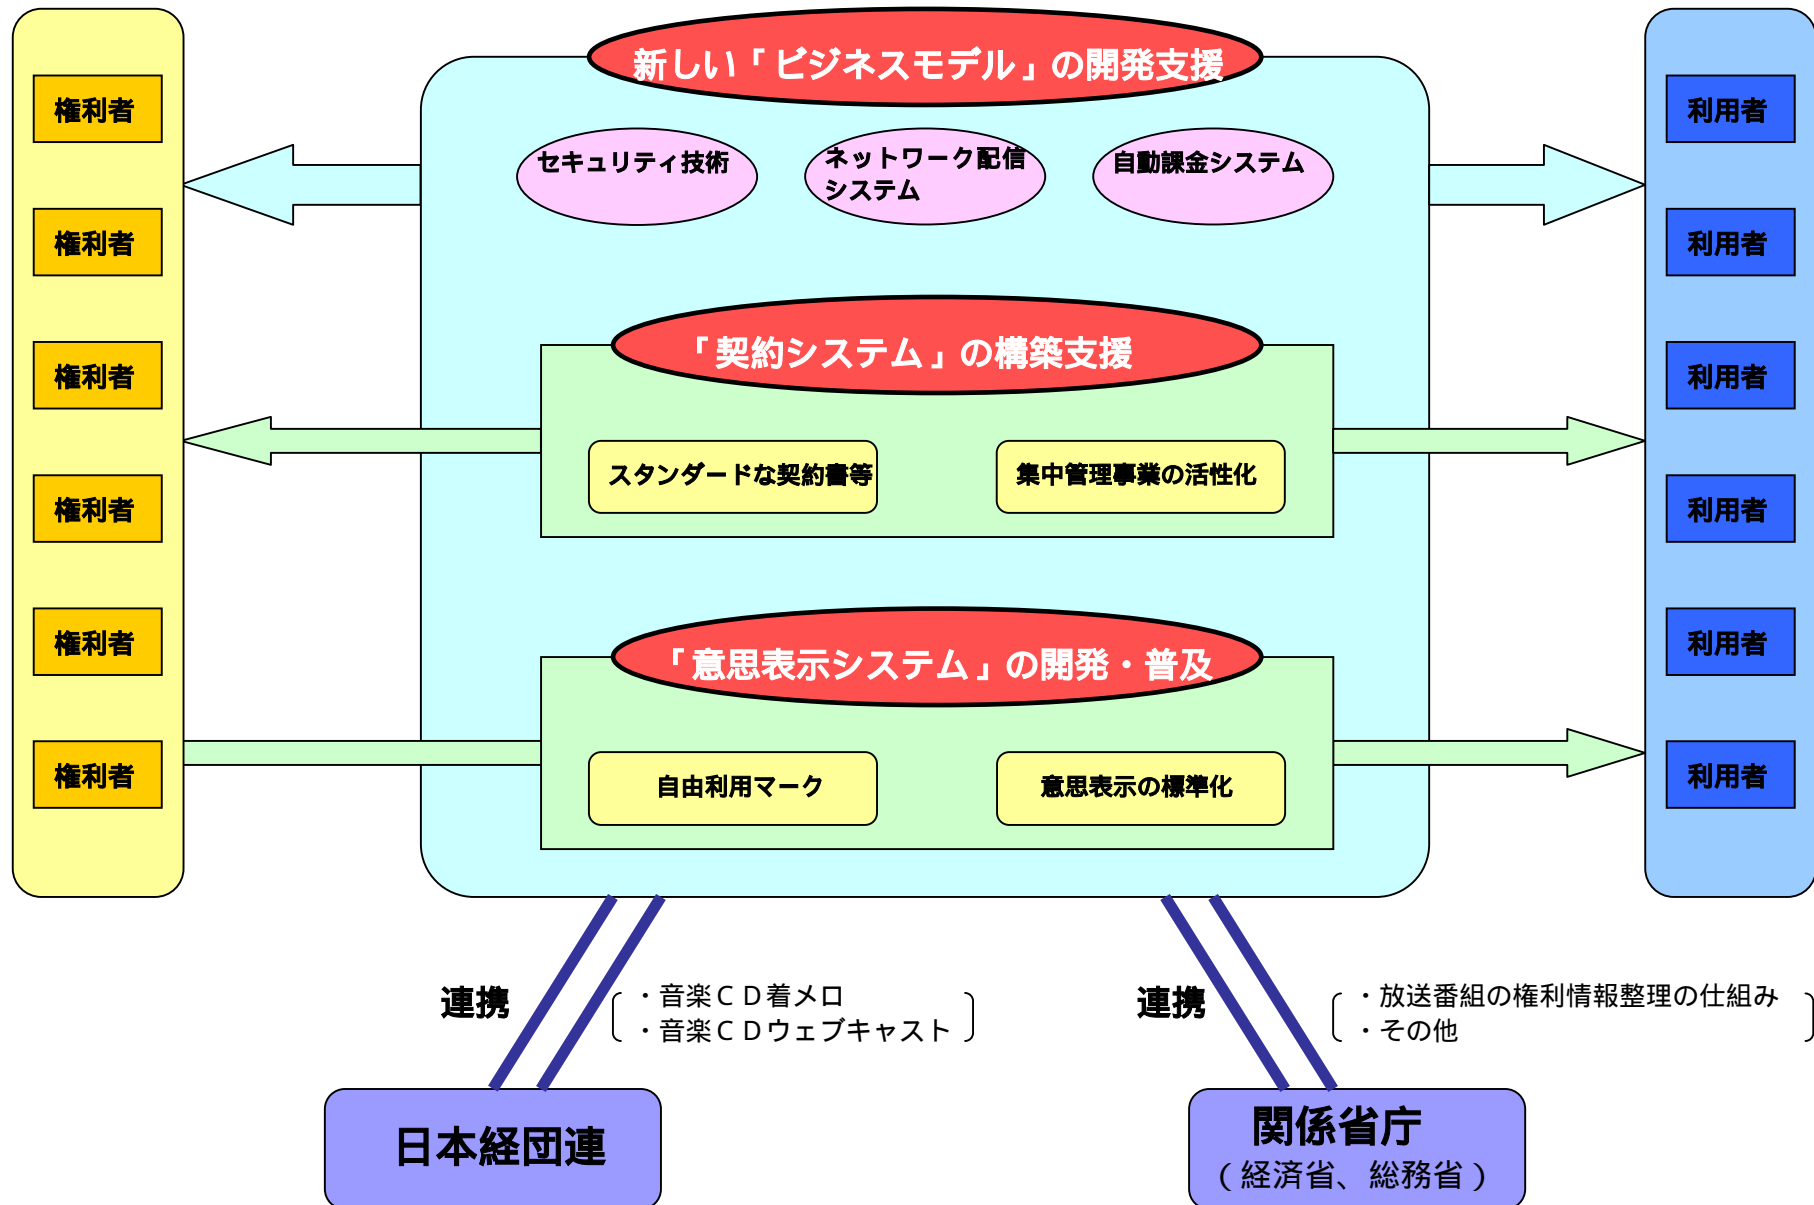 新しい「ビジネスモデル」の開発支援
権利者
権利者
権利者
権利者
権利者
権利者
セキュリティ技術
ネットワーク配信
システム
自動課金システム
「契約システム」の構築支援
スタンダードな契約書等
集中管理事業の活性化
「意思表示システム」の開発・普及
自由利用マーク
意思表示の標準化
利用者
利用者
利用者
利用者
利用者
利用者
連携
・音楽ＣＤ着メロ
・音楽ＣＤウェブキャスト
連携
・放送番組の権利情報整理の仕組み
・その他
日本経団連
関係省庁
（経済省、総務省）